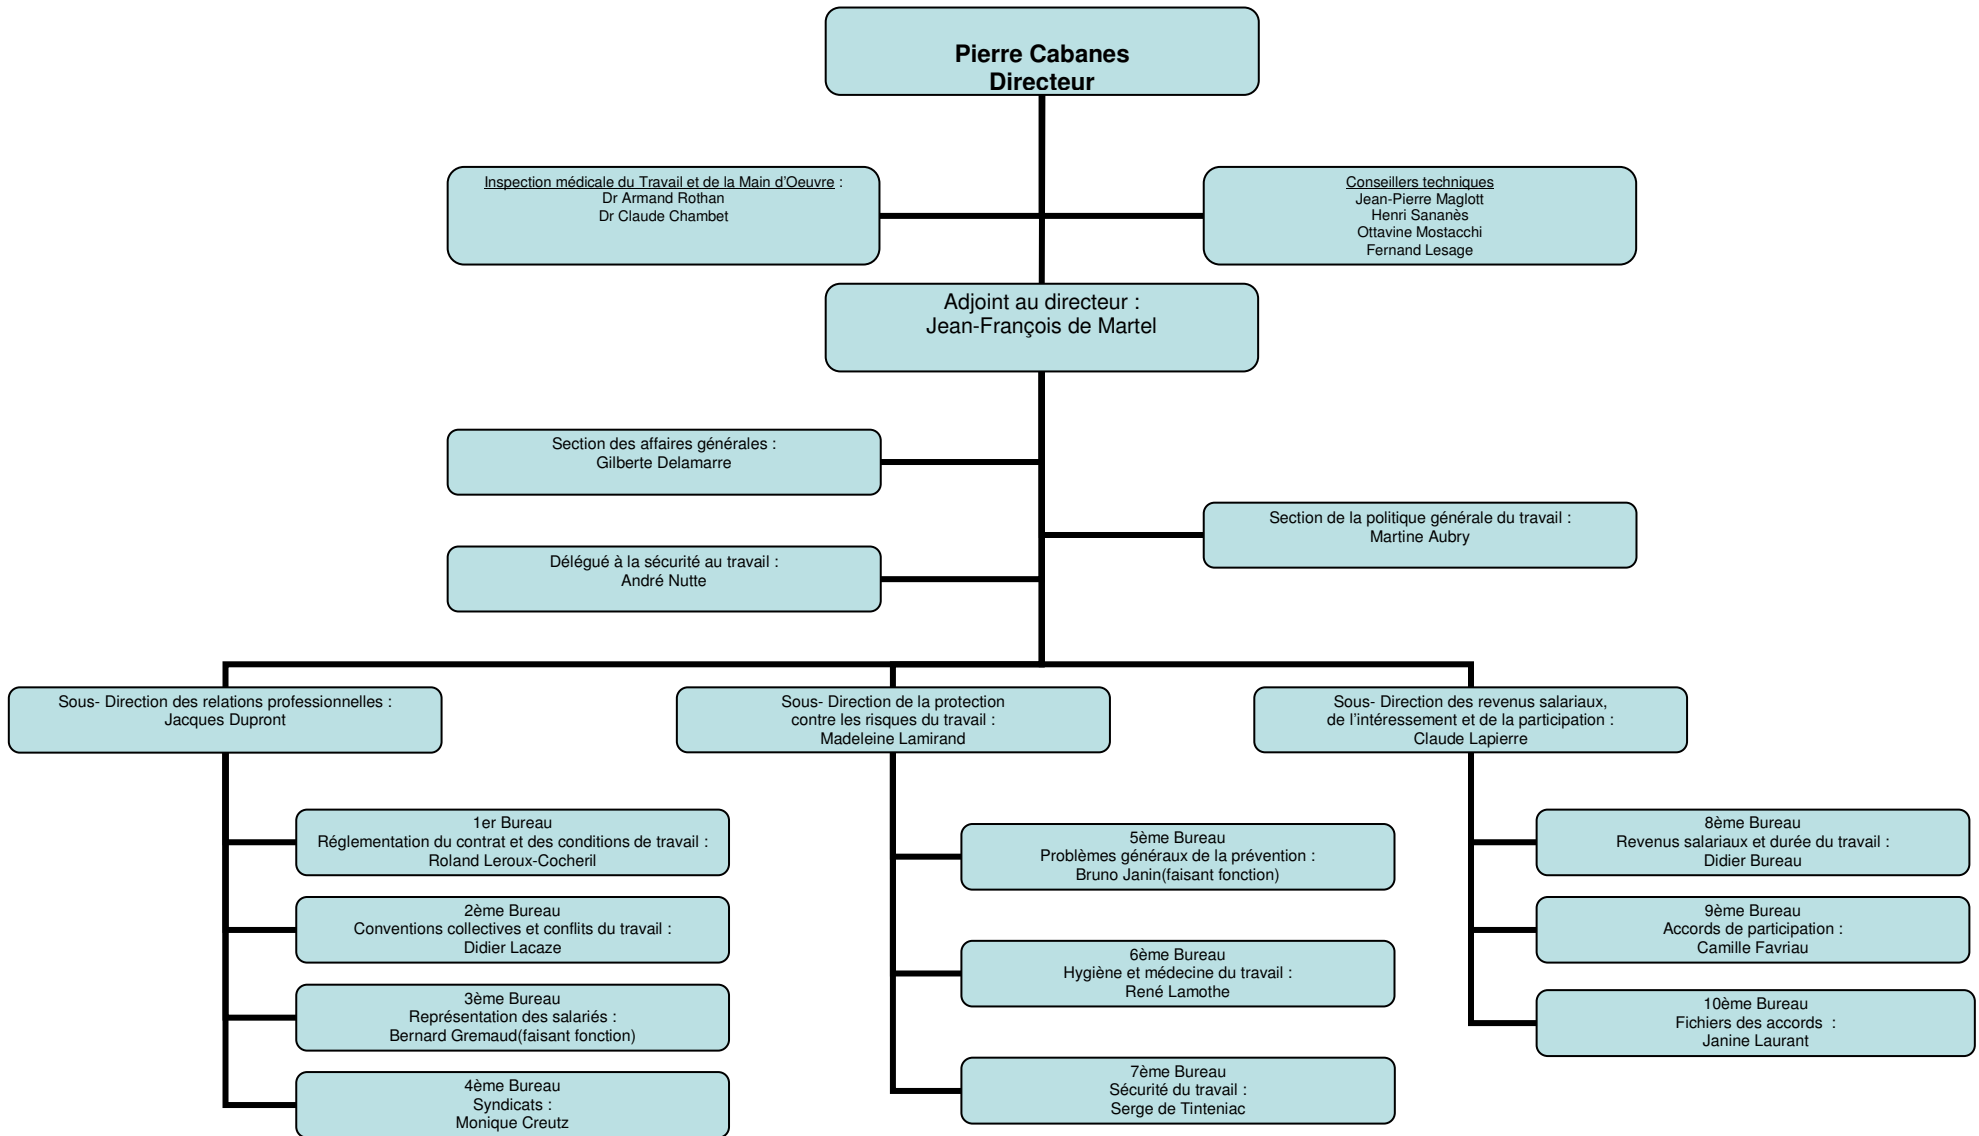 Pierre Cabanes
Directeur
Inspection médicale du Travail et de la Main d'Oeuvre :
Dr Armand Rothan
Dr Claude Chambet
Conseillers techniques
Jean-Pierre Maglott
Henri Sananès
Ottavine Mostacchi
Fernand Lesage
Adjoint au directeur :
Jean-François de Martel
Section des affaires générales :
Gilberte Delamarre
Section de la politique générale du travail :
Martine Aubry
Délégué à la sécurité au travail :
André Nutte
Sous- Direction des relations professionnelles :
Jacques Dupront
1er Bureau
Réglementation du contrat et des conditions de travail :
Roland Leroux-Cocheril
2ème Bureau
Conventions collectives et conflits du travail :
Didier Lacaze
3ème Bureau
Représentation des salariés :
Bernard Gremaud(faisant fonction)
4ème Bureau
Syndicats :
Monique Creutz
Sous- Direction de la protection
contre les risques du travail :
Madeleine Lamirand
5ème Bureau
Problèmes généraux de la prévention :
Bruno Janin(faisant fonction)
6ème Bureau
Hygiène et médecine du travail :
René Lamothe
7ème Bureau
Sécurité du travail :
Serge de Tinteniac
Sous- Direction des revenus salariaux,
de l'intéressement et de la participation :
Claude Lapierre
8ème Bureau
Revenus salariaux et durée du travail :
Didier Bureau
9ème Bureau
Accords de participation :
Camille Favriau
10ème Bureau
Fichiers des accords  :
Janine Laurant